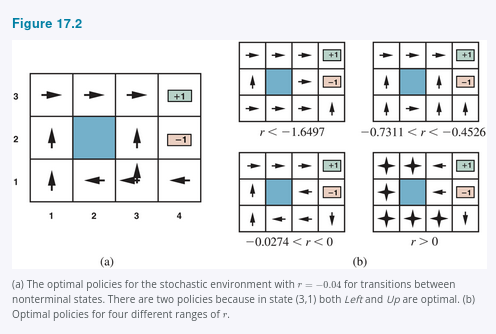 Figure 17.2
+1
-1
3
2
1
1 2 3 4
(a)
+1
-1
r < −1.6497
+1
-1
−0.7311 < r < −0.4526
+1
-1
−0.0274 < r < 0
+1
-1
r > 0
(b)
(a) The optimal policies for the stochastic environment with r = −0.04 for transitions between
nonterminal states. There are two policies because in state (3,1) both Left and Up are optimal. (b)
Optimal policies for four different ranges of r.